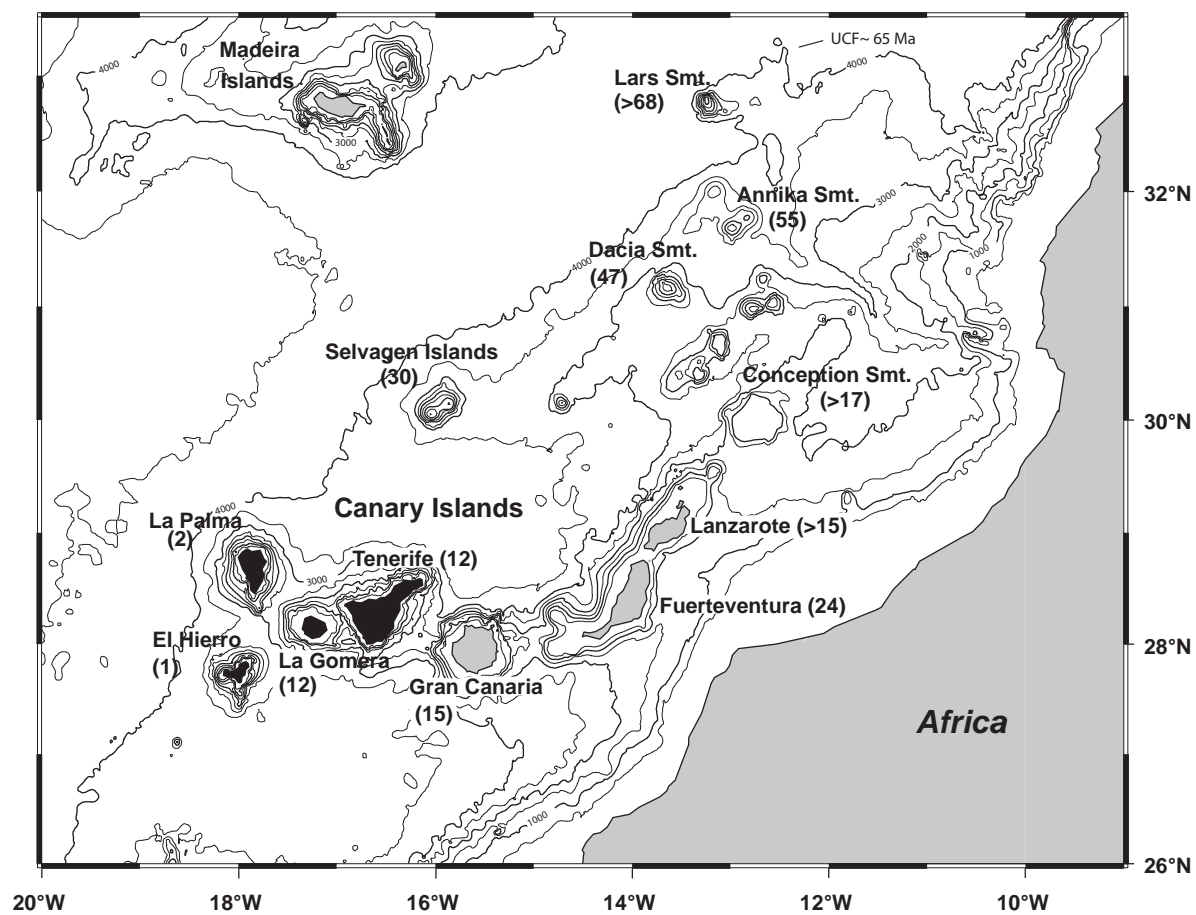 UCF~ 65 Ma
Madeira
Islands
4000
4000
Lars Smt.
(>68)
3000
Annika Smt.
(55)
3000
2000
1000
Dacia Smt.
(47)
4000
Selvagen Islands
(30)
Conception Smt.
(>17)
Canary Islands
4000
La Palma
(2)
Lanzarote (>15)
Tenerife (12)
3000
Fuerteventura (24)
El Hierro
(1)
La Gomera
(12)
Gran Canaria
(15)
Africa
1000
32°N
30°N
28°N
26°N
20°W 18°W 16°W 14°W 12°W 10°W